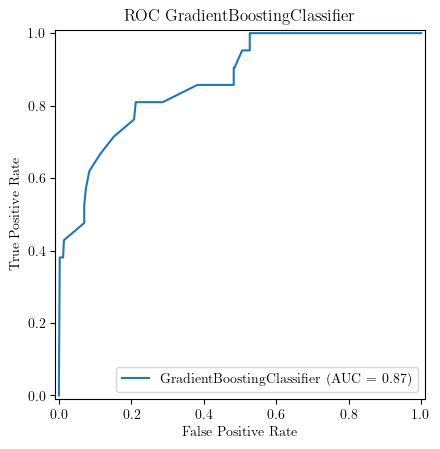 ROC GradientBoostingClassifier
1.0
0.8
0.6
0.4
0.2
0.0
True Positive Rate
GradientBoostingClassifier (AUC = 0.87)
0.0 0.2 0.4 0.6 0.8 1.0
False Positive Rate